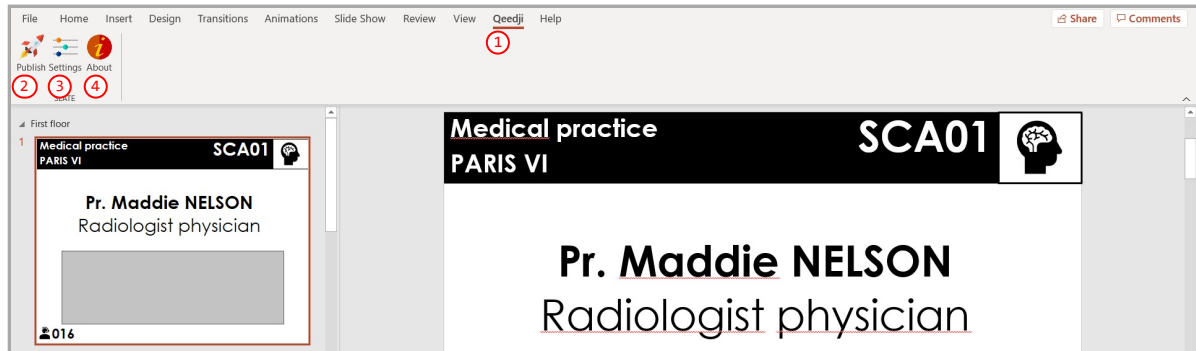 File Home Insert Design Transitions Animations Slide Show Review View Qeedji Help Share Comments
1
Publish Settings About
2 3 4
SLATE
First floor
1
Medical practice SCA01
PARIS VI
Pr. Maddie NELSON
Radiologist physician
016
Medical practice SCA01
PARIS VI
Pr. Maddie NELSON
Radiologist physician